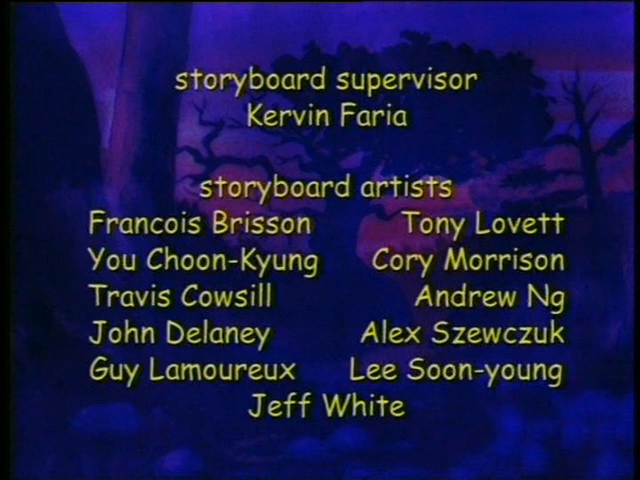 storyboard supervisor
Kervin Faria
storyboard artists
Francois Brisson Tony Lovett
You Choon-Kyung Cory Morrison
Travis Cowsill Andrew Ng
John Delaney Alex Szewczuk
Guy Lamoureux Lee Soon-young
Jeff White